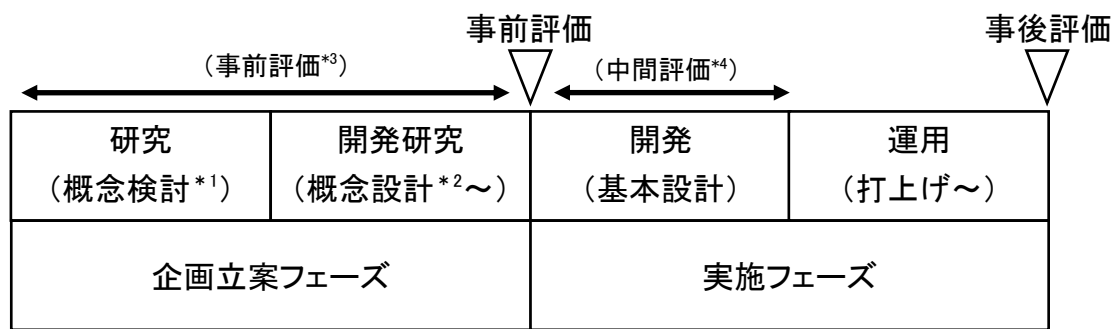 事前評価
事後評価
（事前評価*3）
（中間評価*4）
研究
（概念検討*1）
開発研究
（概念設計*2～）
開発
（基本設計）
運用
（打上げ～）
企画立案フェーズ
実施フェーズ